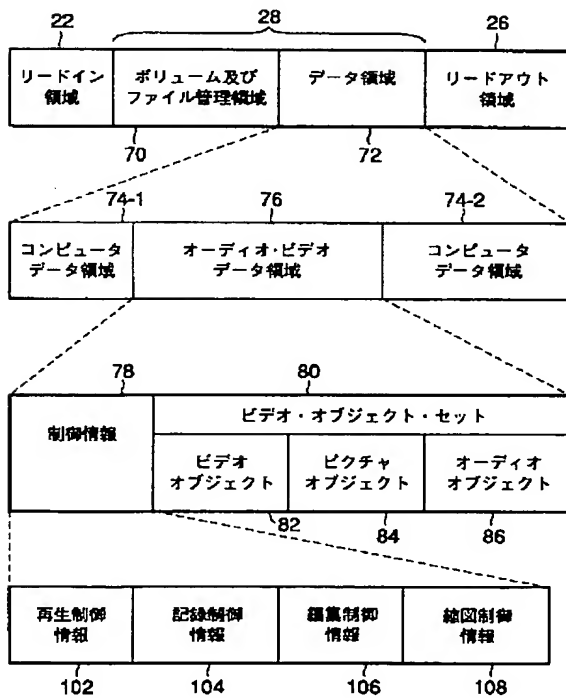 22
28
26
リードイン
領域
ボリューム及び
ファイル管理領域
データ領域
リードアウト
領域
70
72
74-1
76
74-2
コンピュータ
データ領域
オーディオ・ビデオ
データ領域
コンピュータ
データ領域
78
80
制御情報
ビデオ・オブジェクト・セット
ビデオ
オブジェクト
ピクチャ
オブジェクト
オーディオ
オブジェクト
82
84
86
再生制御
情報
記録制御
情報
編集制御
情報
縮図制御
情報
102
104
106
108